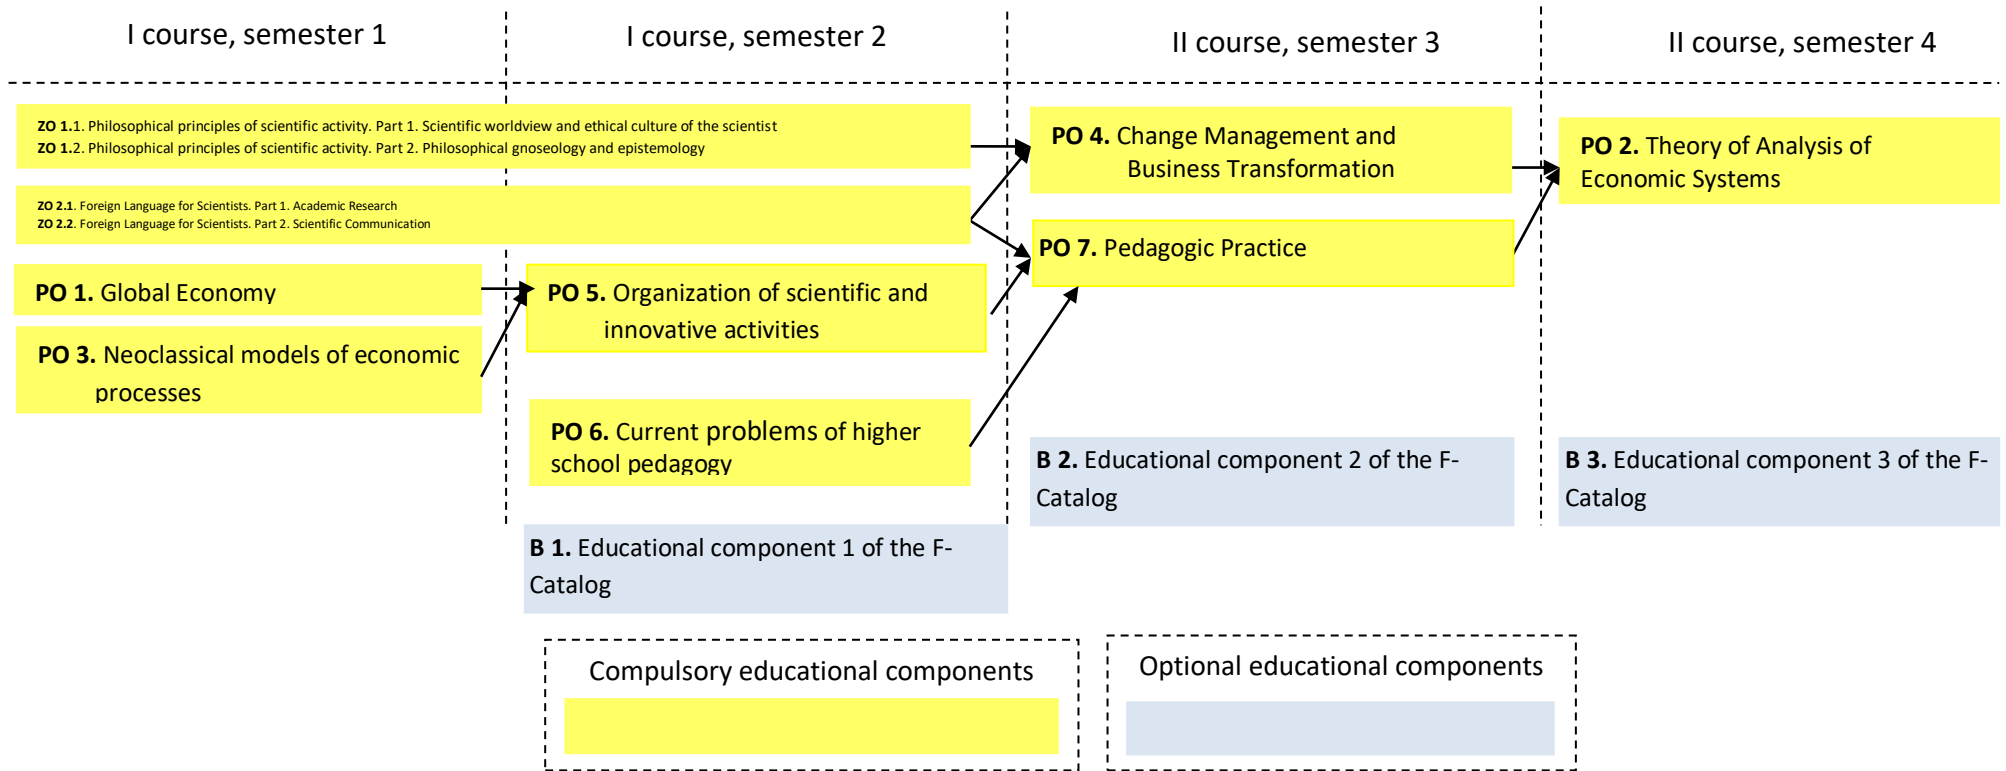 I course, semester 1
I course, semester 2
II course, semester 3
II course, semester 4
ZO 1.1. Philosophical principles of scientific activity. Part 1. Scientific worldview and ethical culture of the scientist
ZO 1.2. Philosophical principles of scientific activity. Part 2. Philosophical gnoseology and epistemology
ZO 2.1. Foreign Language for Scientists. Part 1. Academic Research
ZO 2.2. Foreign Language for Scientists. Part 2. Scientific Communication
PO 1. Global Economy
PO 3. Neoclassical models of economic
processes
PO 5. Organization of scientific and
innovative activities
PO 6. Current problems of higher
school pedagogy
B 1. Educational component 1 of the F-
Catalog
PO 4. Change Management and
Business Transformation
PO 7. Pedagogic Practice
B 2. Educational component 2 of the F-
Catalog
PO 2. Theory of Analysis of
Economic Systems
B 3. Educational component 3 of the F-
Catalog
Compulsory educational components
Optional educational components